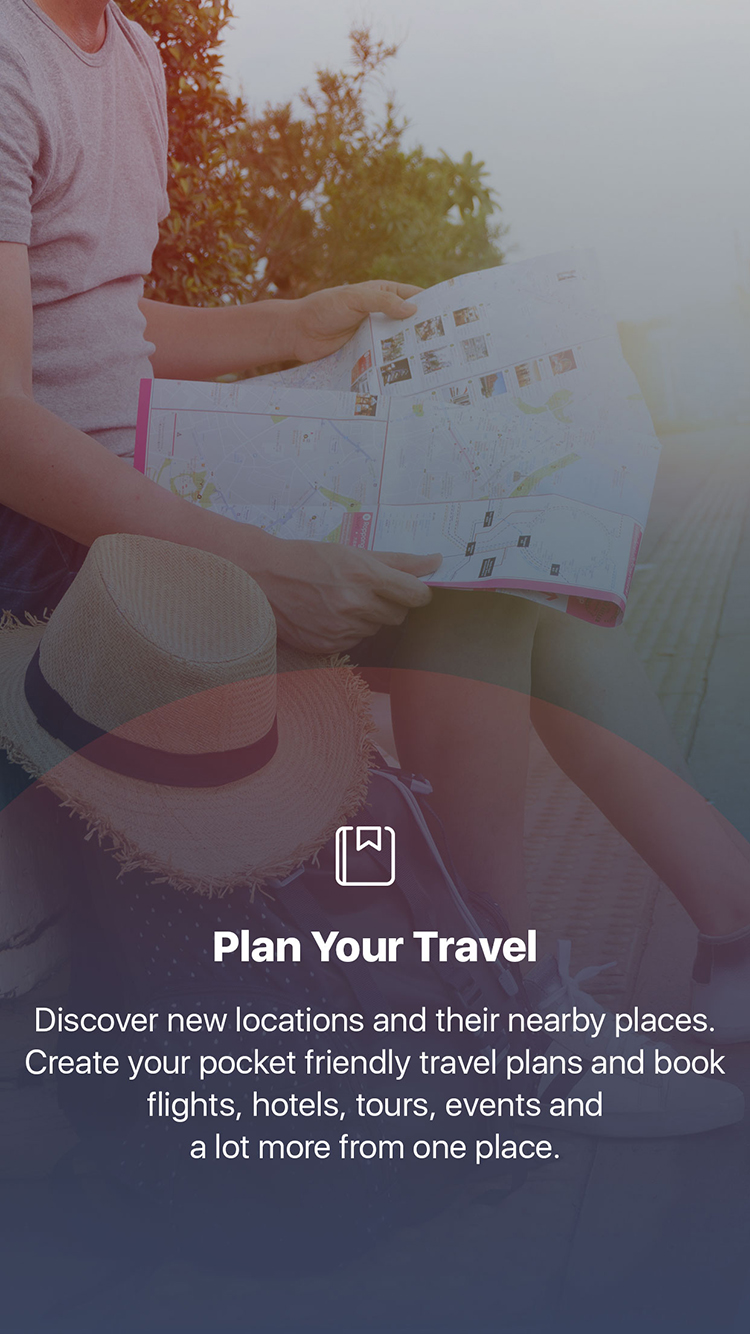 Plan Your Travel
Discover new locations and their nearby places.
Create your pocket friendly travel plans and book
flights, hotels, tours, events and
a lot more from one place.